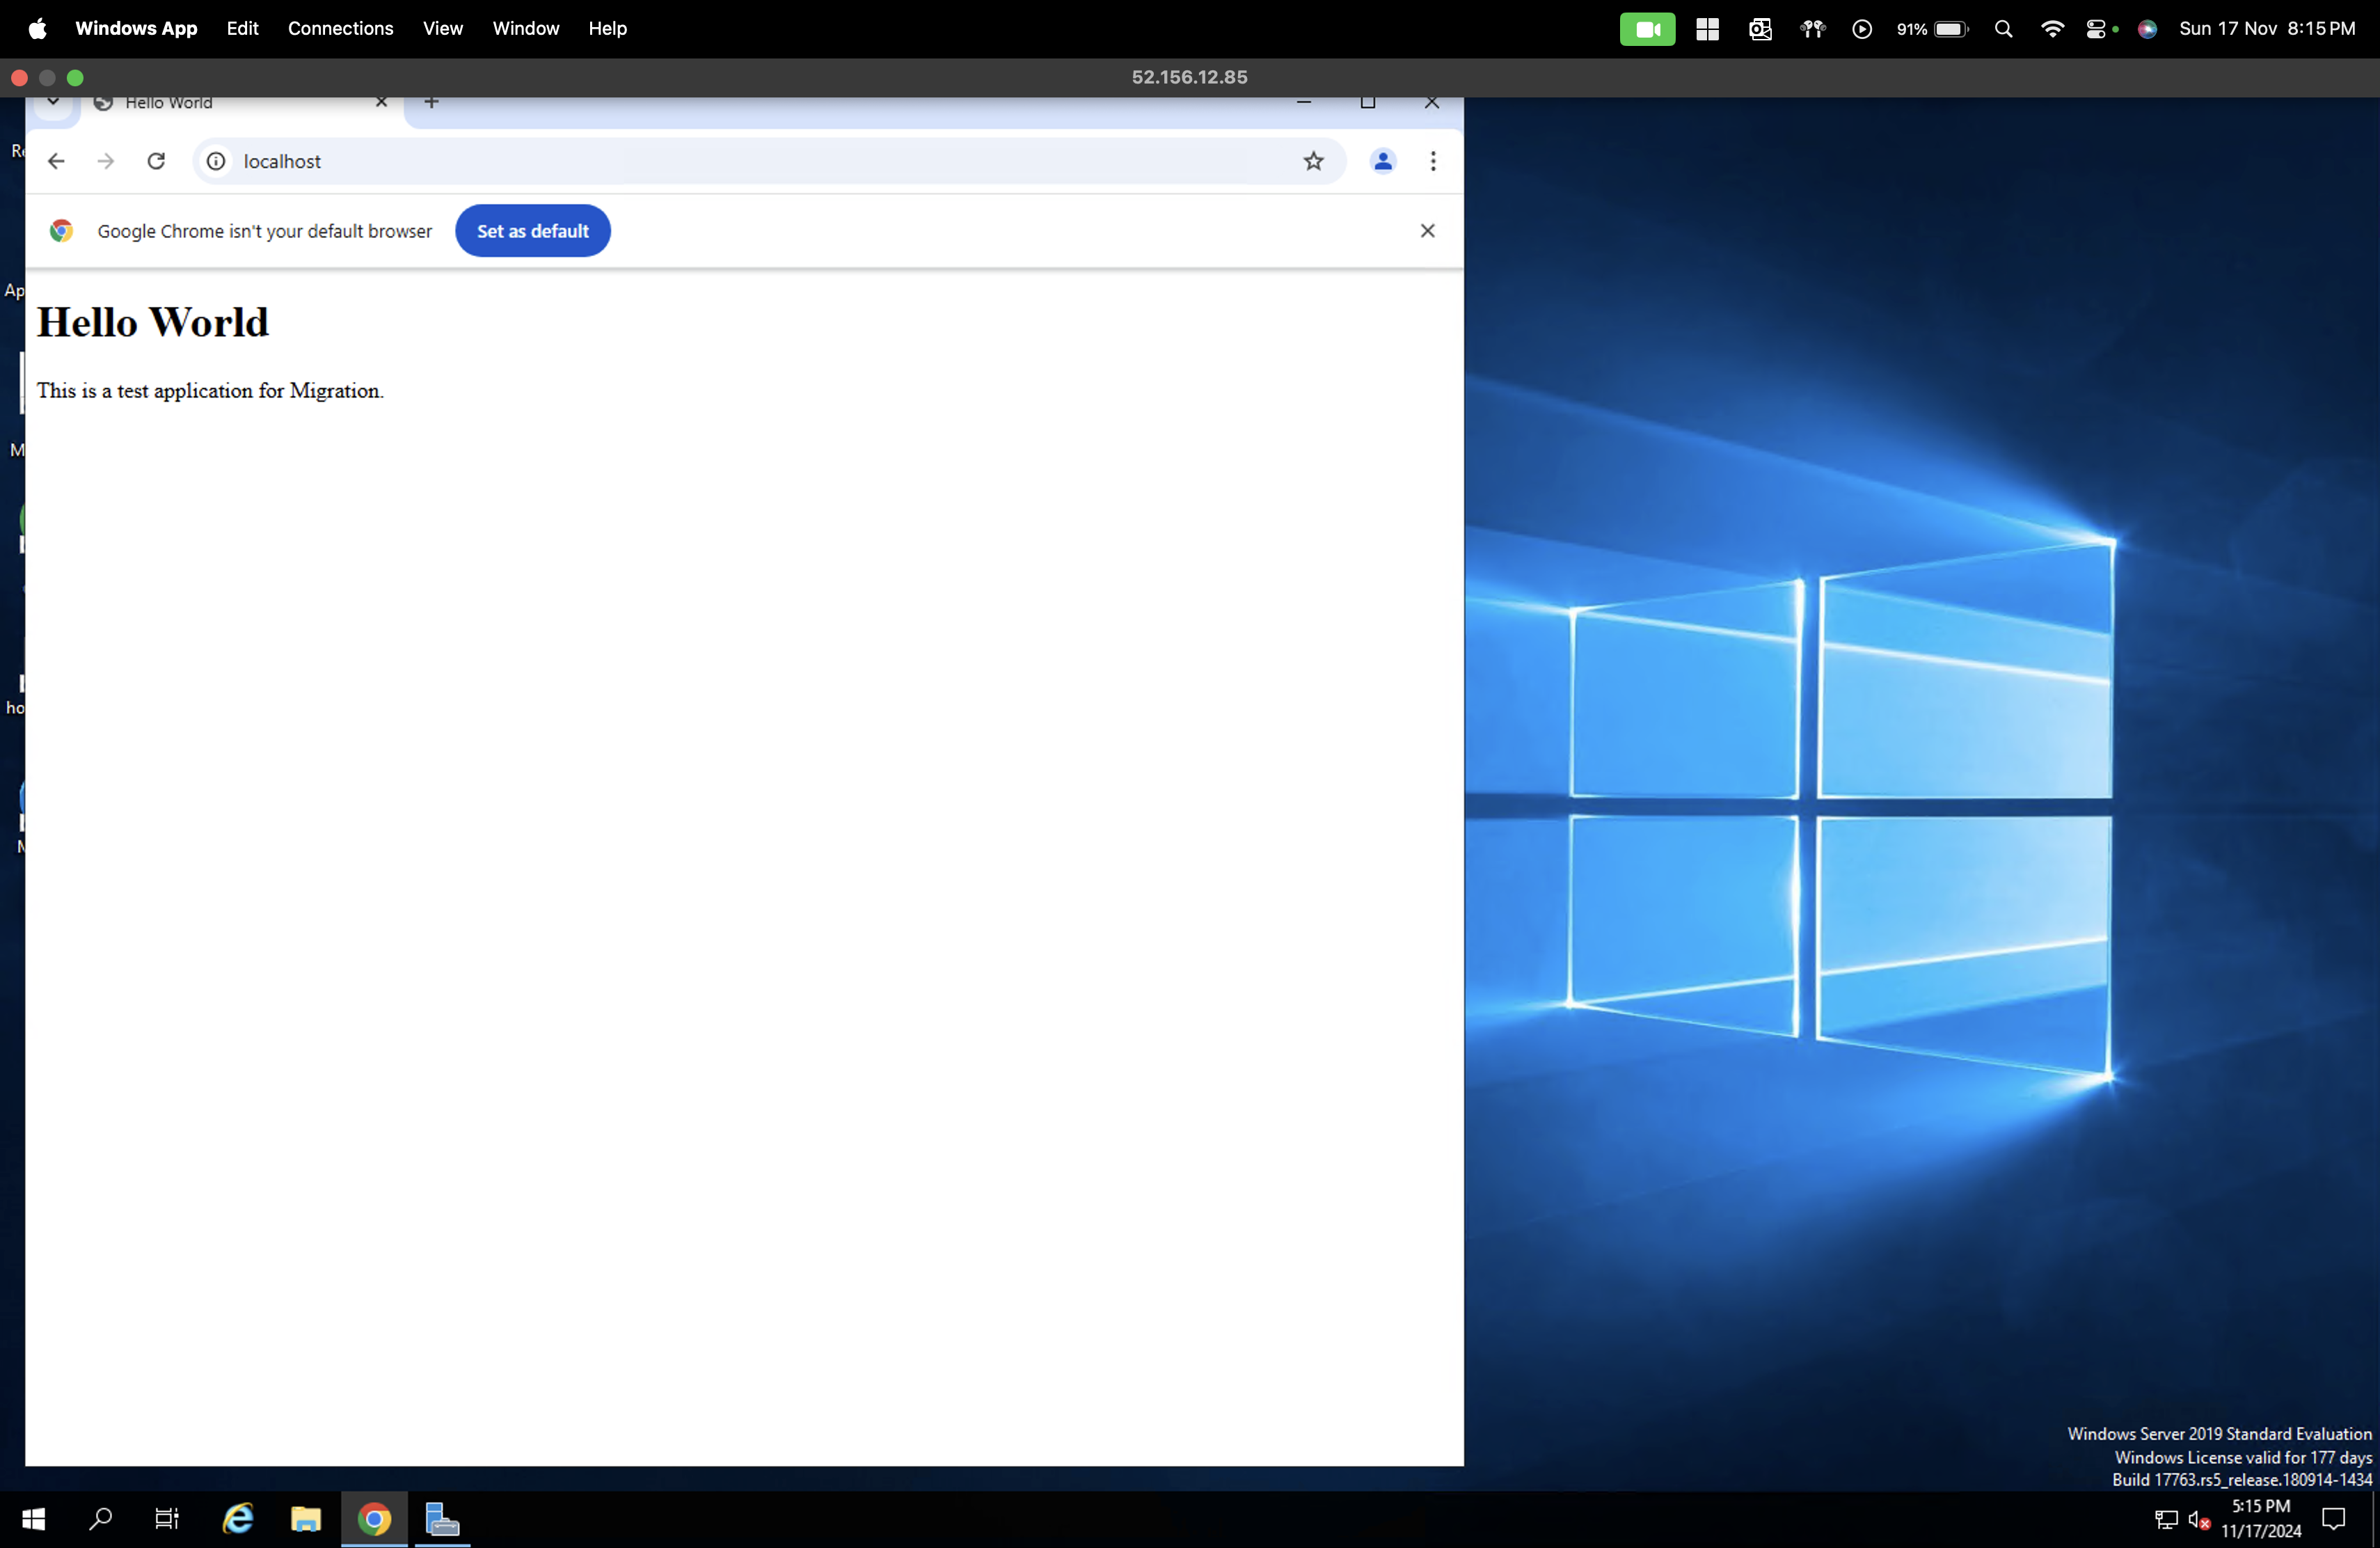 Windows App Edit Connections View Window Help 91% Sun 17 Nov 8:15 PM
52.156.12.85
Hello World
localhost
Google Chrome isn't your default browser Set as default
Hello World
This is a test application for Migration.
Windows Server 2019 Standard Evaluation
Windows License valid for 177 days
Build 17763.rs5_release.180914-1434
5:15 PM
11/17/2024